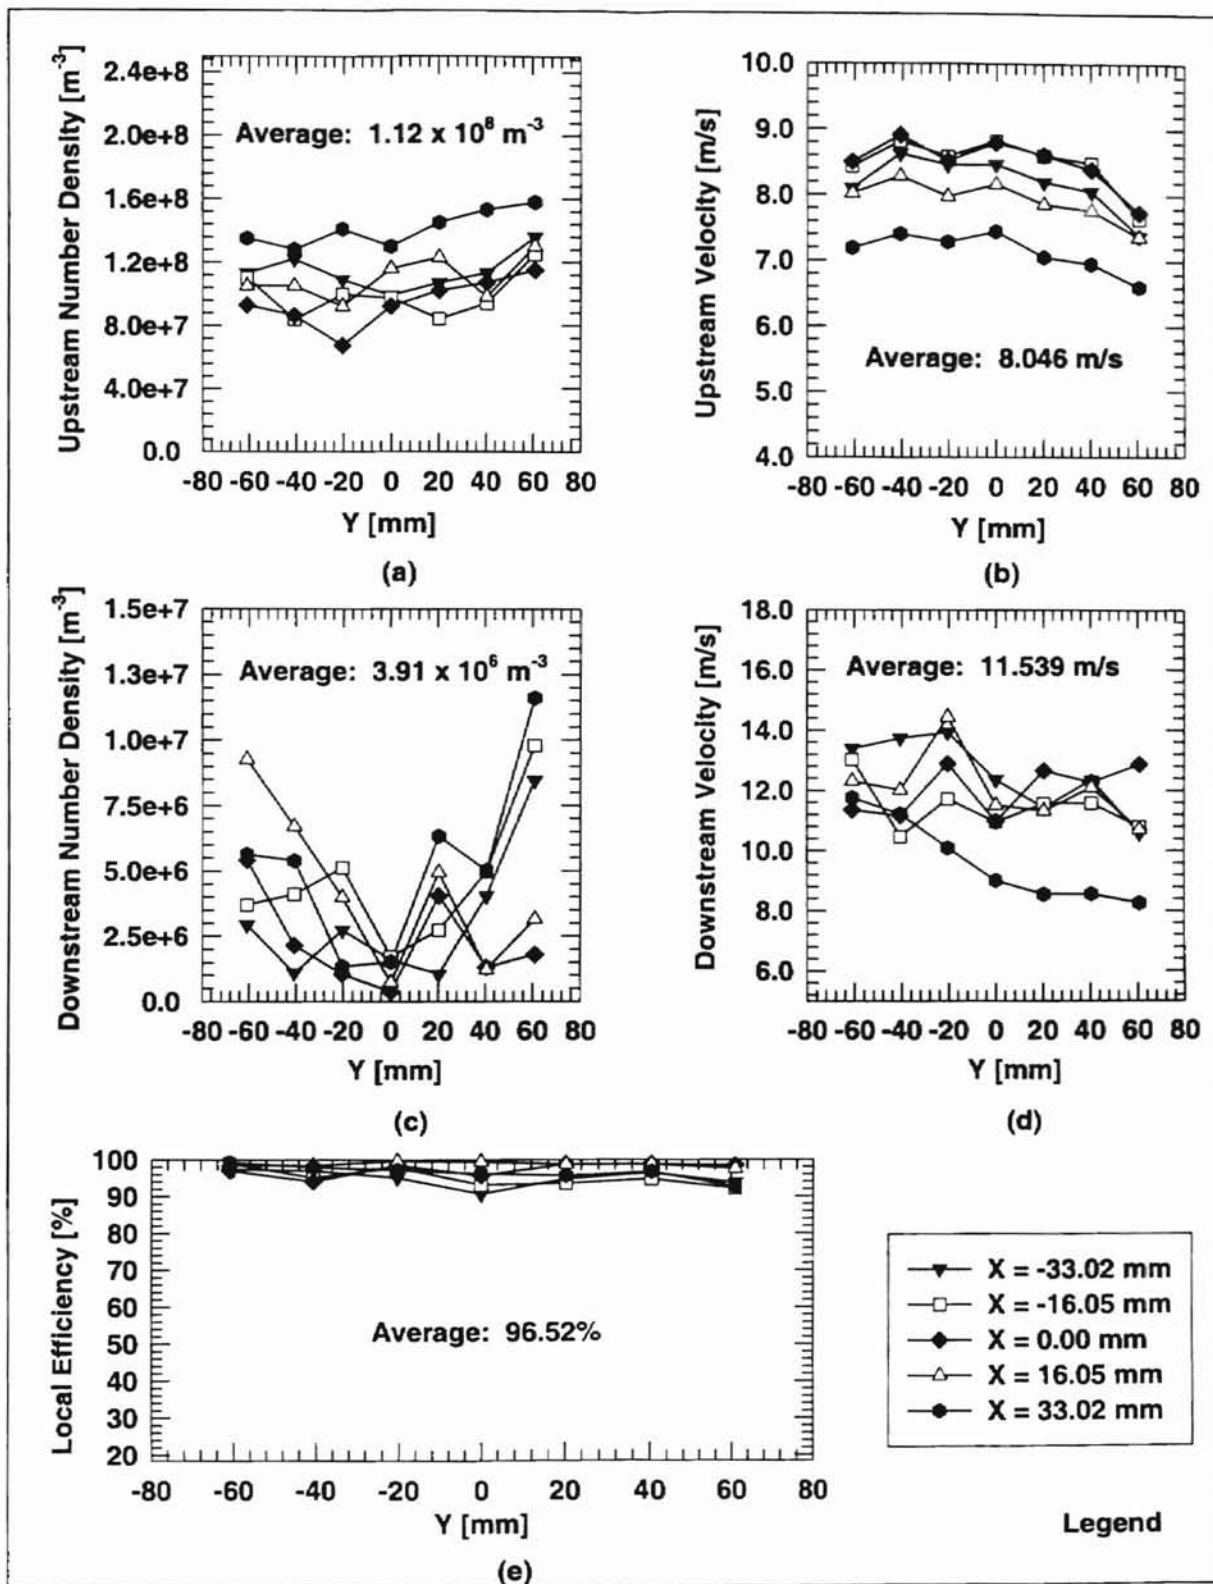 Upstream Number Density [m⁻³]
2.4e+8
2.0e+8
1.6e+8
1.2e+8
8.0e+7
4.0e+7
0.0
Average: 1.12 x 10⁸ m⁻³
-80 -60 -40 -20 0 20 40 60 80
Y [mm]
(a)
Upstream Velocity [m/s]
10.0
9.0
8.0
7.0
6.0
5.0
4.0
Average: 8.046 m/s
-80 -60 -40 -20 0 20 40 60 80
Y [mm]
(b)
Downstream Number Density [m⁻³]
1.5e+7
1.3e+7
1.0e+7
7.5e+6
5.0e+6
2.5e+6
0.0
Average: 3.91 x 10⁶ m⁻³
-80 -60 -40 -20 0 20 40 60 80
Y [mm]
(c)
Downstream Velocity [m/s]
18.0
16.0
14.0
12.0
10.0
8.0
6.0
Average: 11.539 m/s
-80 -60 -40 -20 0 20 40 60 80
Y [mm]
(d)
Local Efficiency [%]
100
90
80
70
60
50
40
30
20
Average: 96.52%
-80 -60 -40 -20 0 20 40 60 80
Y [mm]
(e)
X = -33.02 mm
X = -16.05 mm
X = 0.00 mm
X = 16.05 mm
X = 33.02 mm
Legend